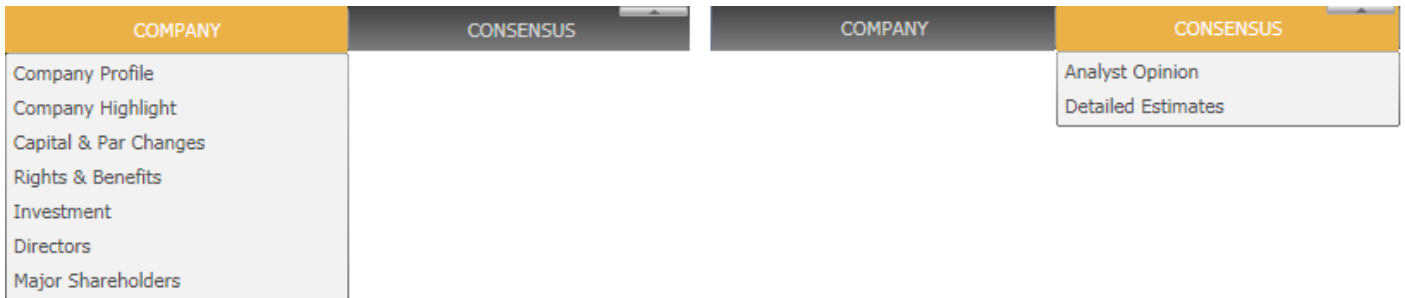 COMPANY CONSENSUS
Company Profile
Company Highlight
Capital & Par Changes
Rights & Benefits
Investment
Directors
Major Shareholders
COMPANY CONSENSUS
Analyst Opinion
Detailed Estimates